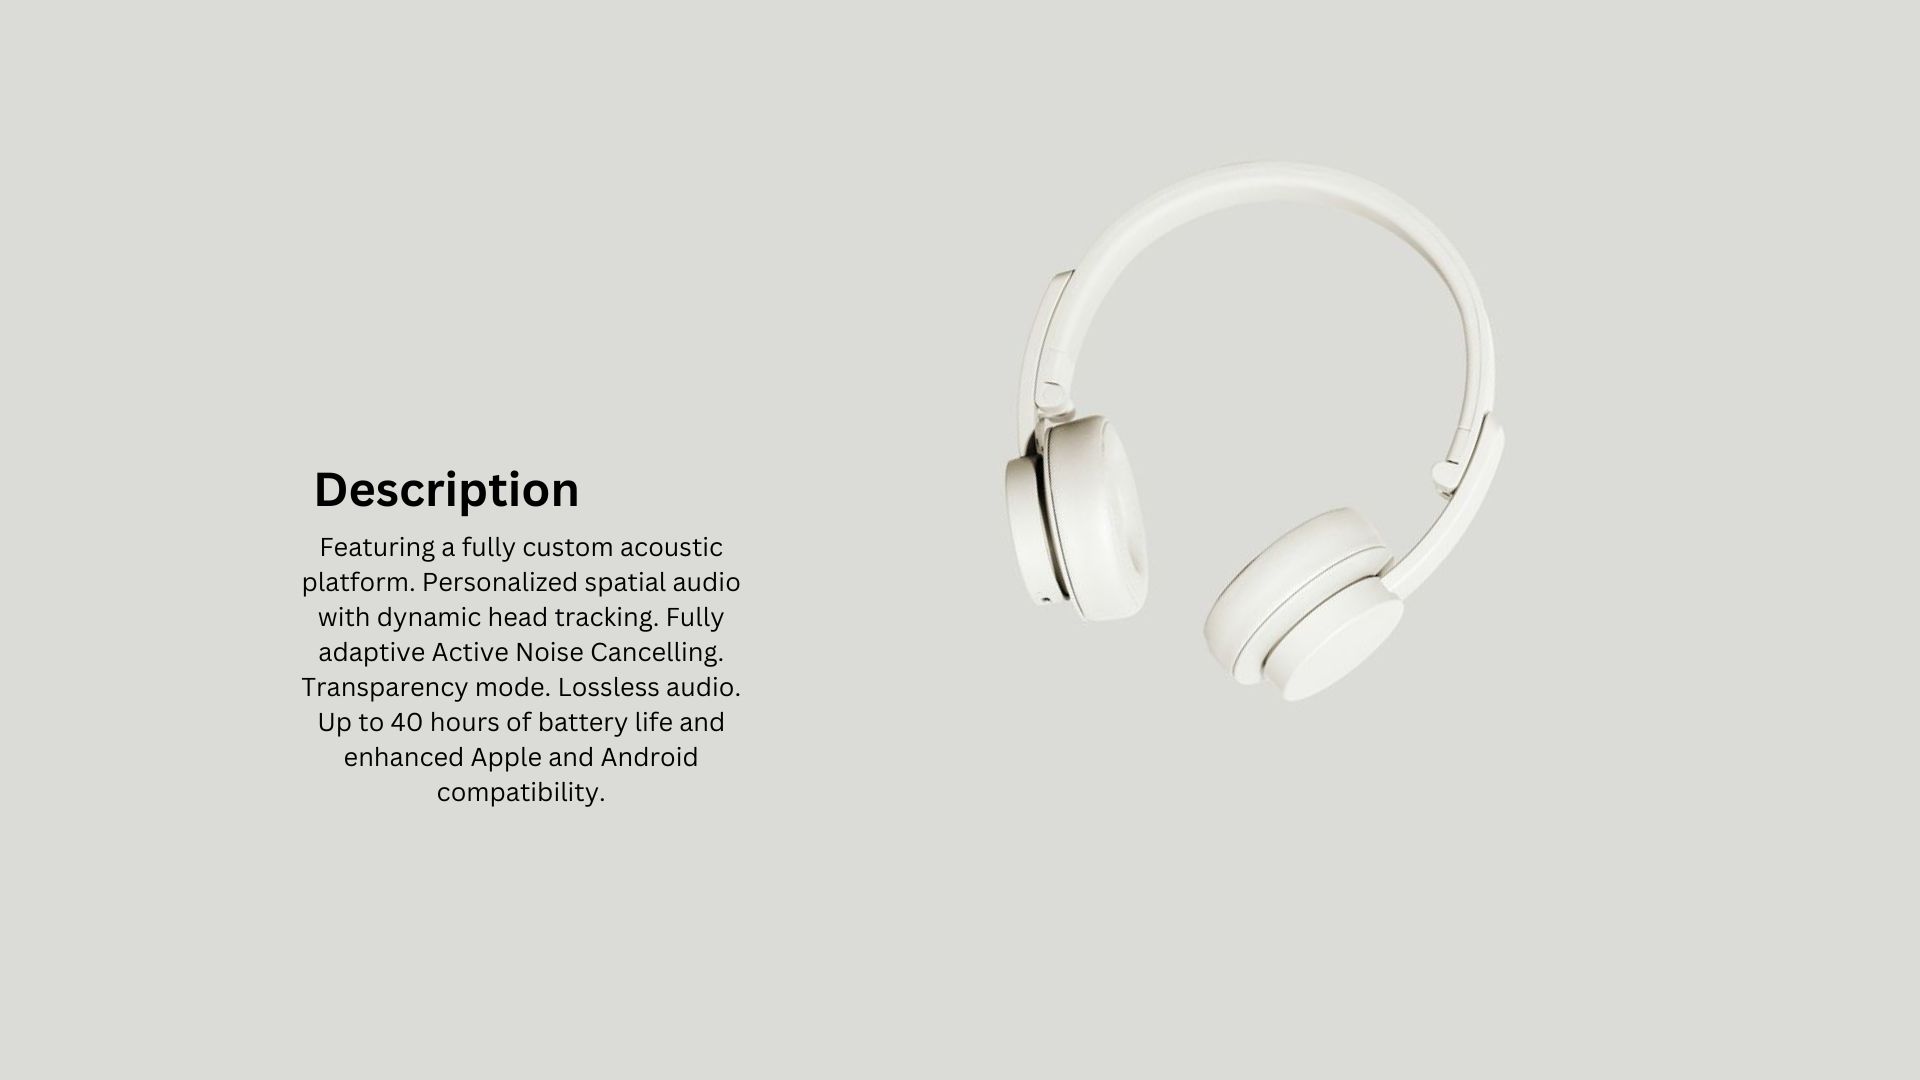 Description
Featuring a fully custom acoustic
platform. Personalized spatial audio
with dynamic head tracking. Fully
adaptive Active Noise Cancelling.
Transparency mode. Lossless audio.
Up to 40 hours of battery life and
enhanced Apple and Android
compatibility.